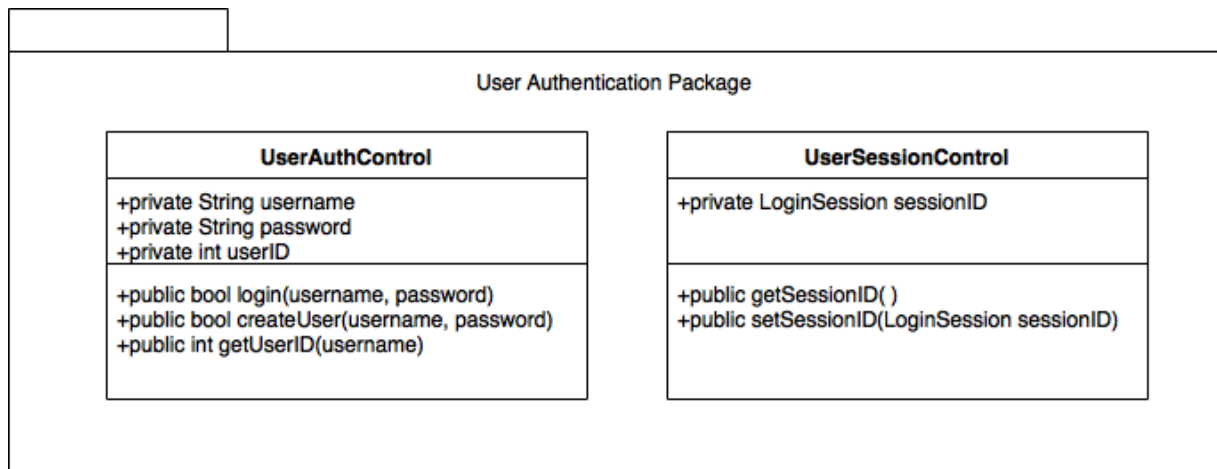 User Authentication Package
UserAuthControl
+private String username
+private String password
+private int userID
+public bool login(username, password)
+public bool createUser(username, password)
+public int getUserID(username)
UserSessionControl
+private LoginSession sessionID
+public getSessionID( )
+public setSessionID(LoginSession sessionID)